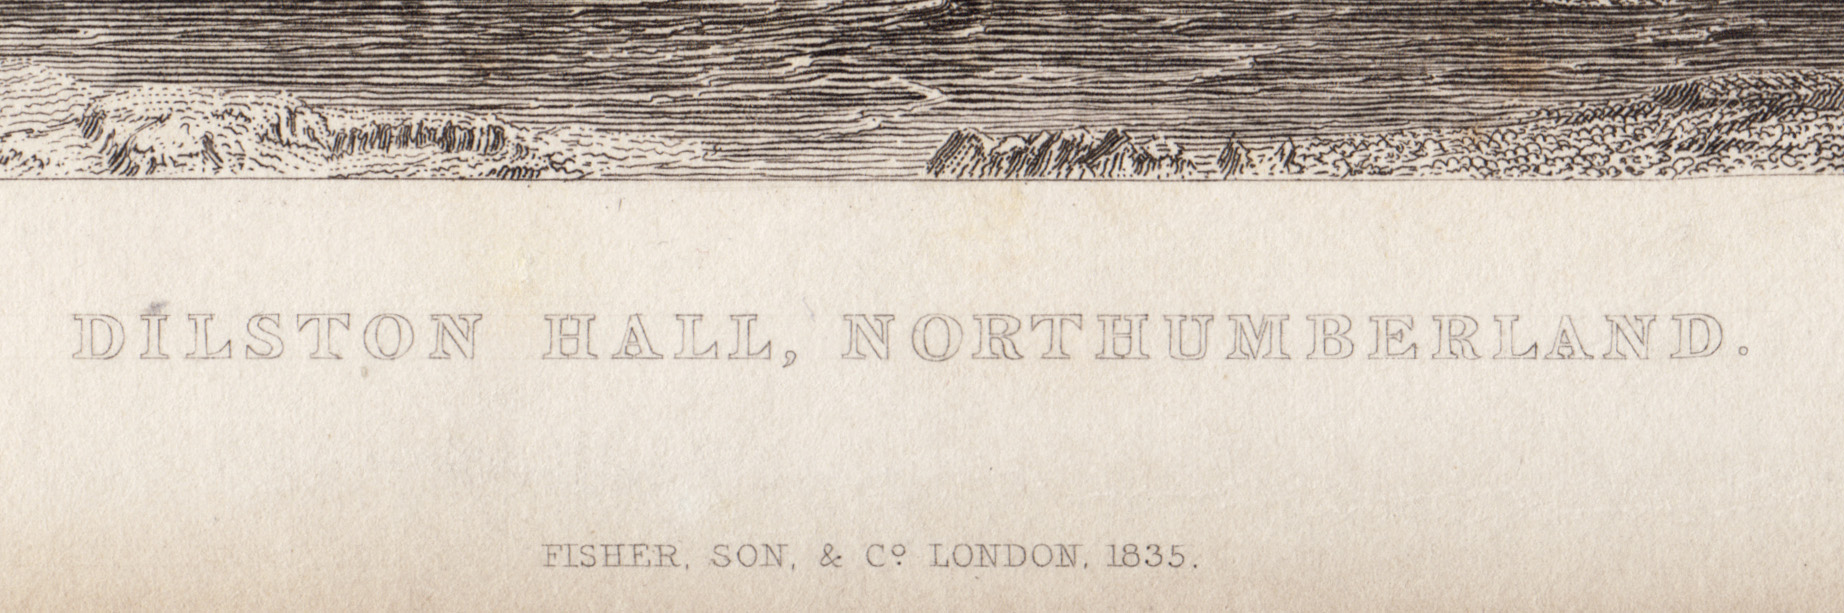 DILSTON HALL, NORTHUMBERLAND.
FISHER, SON, & Cº LONDON, 1835.